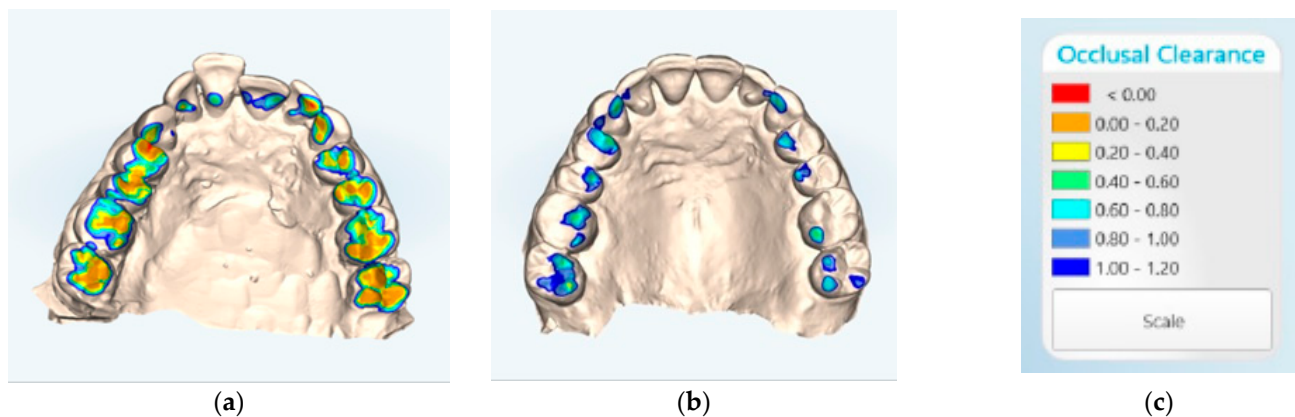 Occlusal Clearance
< 0.00
0.00 - 0.20
0.20 - 0.40
0.40 - 0.60
0.60 - 0.80
0.80 - 1.00
1.00 - 1.20
Scale
(a)
(b)
(c)